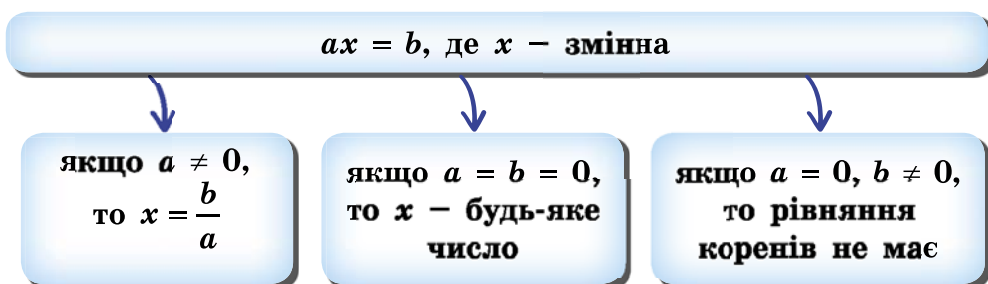 ax = b, де x – змінна
якщо a ≠ 0,
то x = b/a
якщо a = b = 0,
то x – будь-яке
число
якщо a = 0, b ≠ 0,
то рівняння
коренів не має